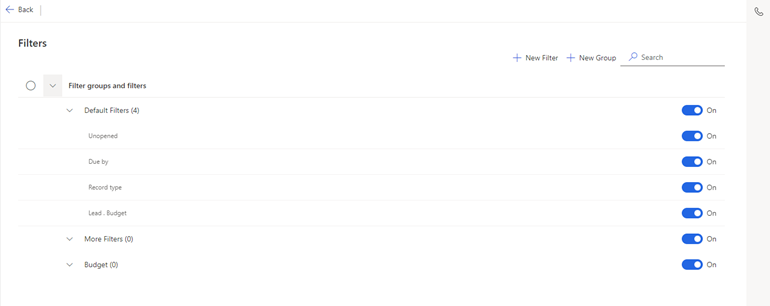 Back
Filters
New Filter New Group Search
Filter groups and filters
Default Filters (4) On
Unopened On
Due by On
Record type On
Lead . Budget On
More Filters (0) On
Budget (0) On